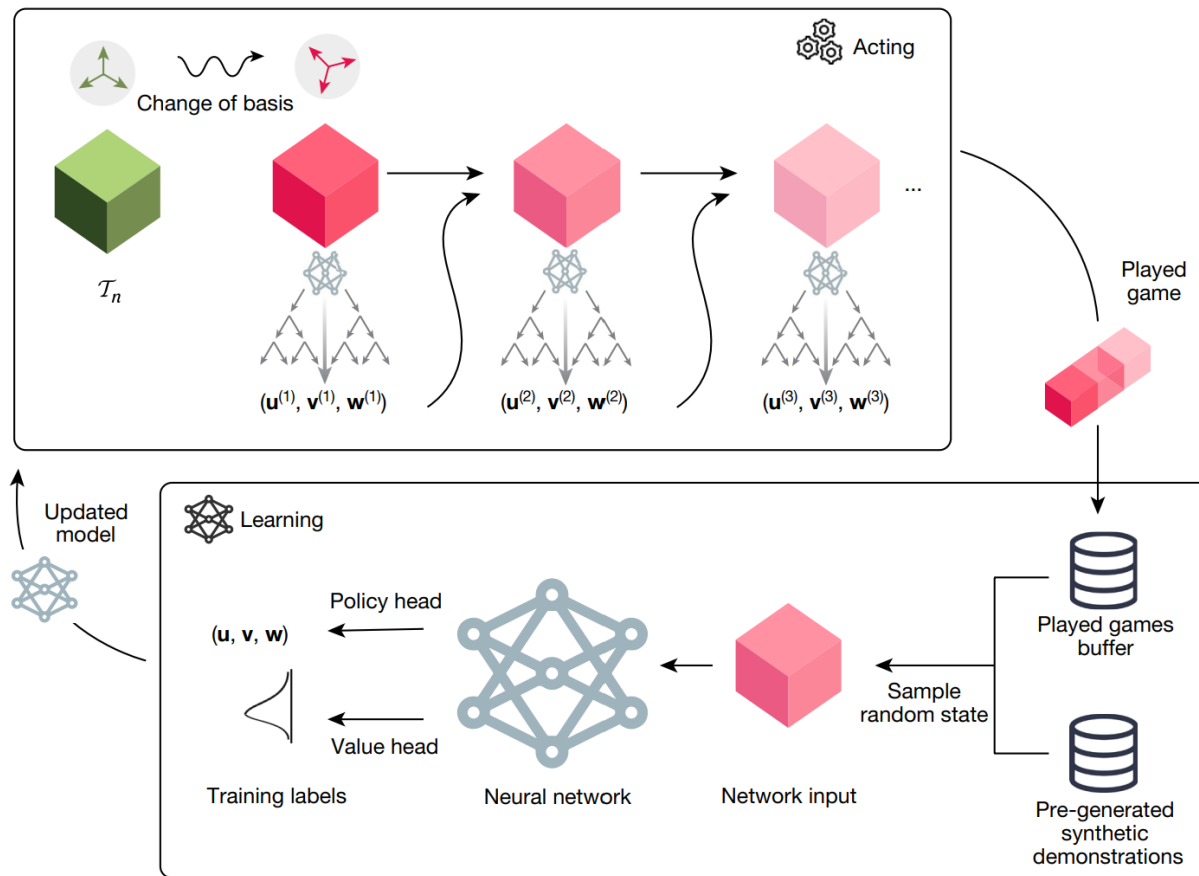 Acting
Change of basis
𝒯n
...
(u(1), v(1), w(1))
(u(2), v(2), w(2))
(u(3), v(3), w(3))
Played
game
Updated
model
Learning
Policy head
(u, v, w)
Value head
Training labels
Neural network
Network input
Sample
random state
Played games
buffer
Pre-generated
synthetic
demonstrations